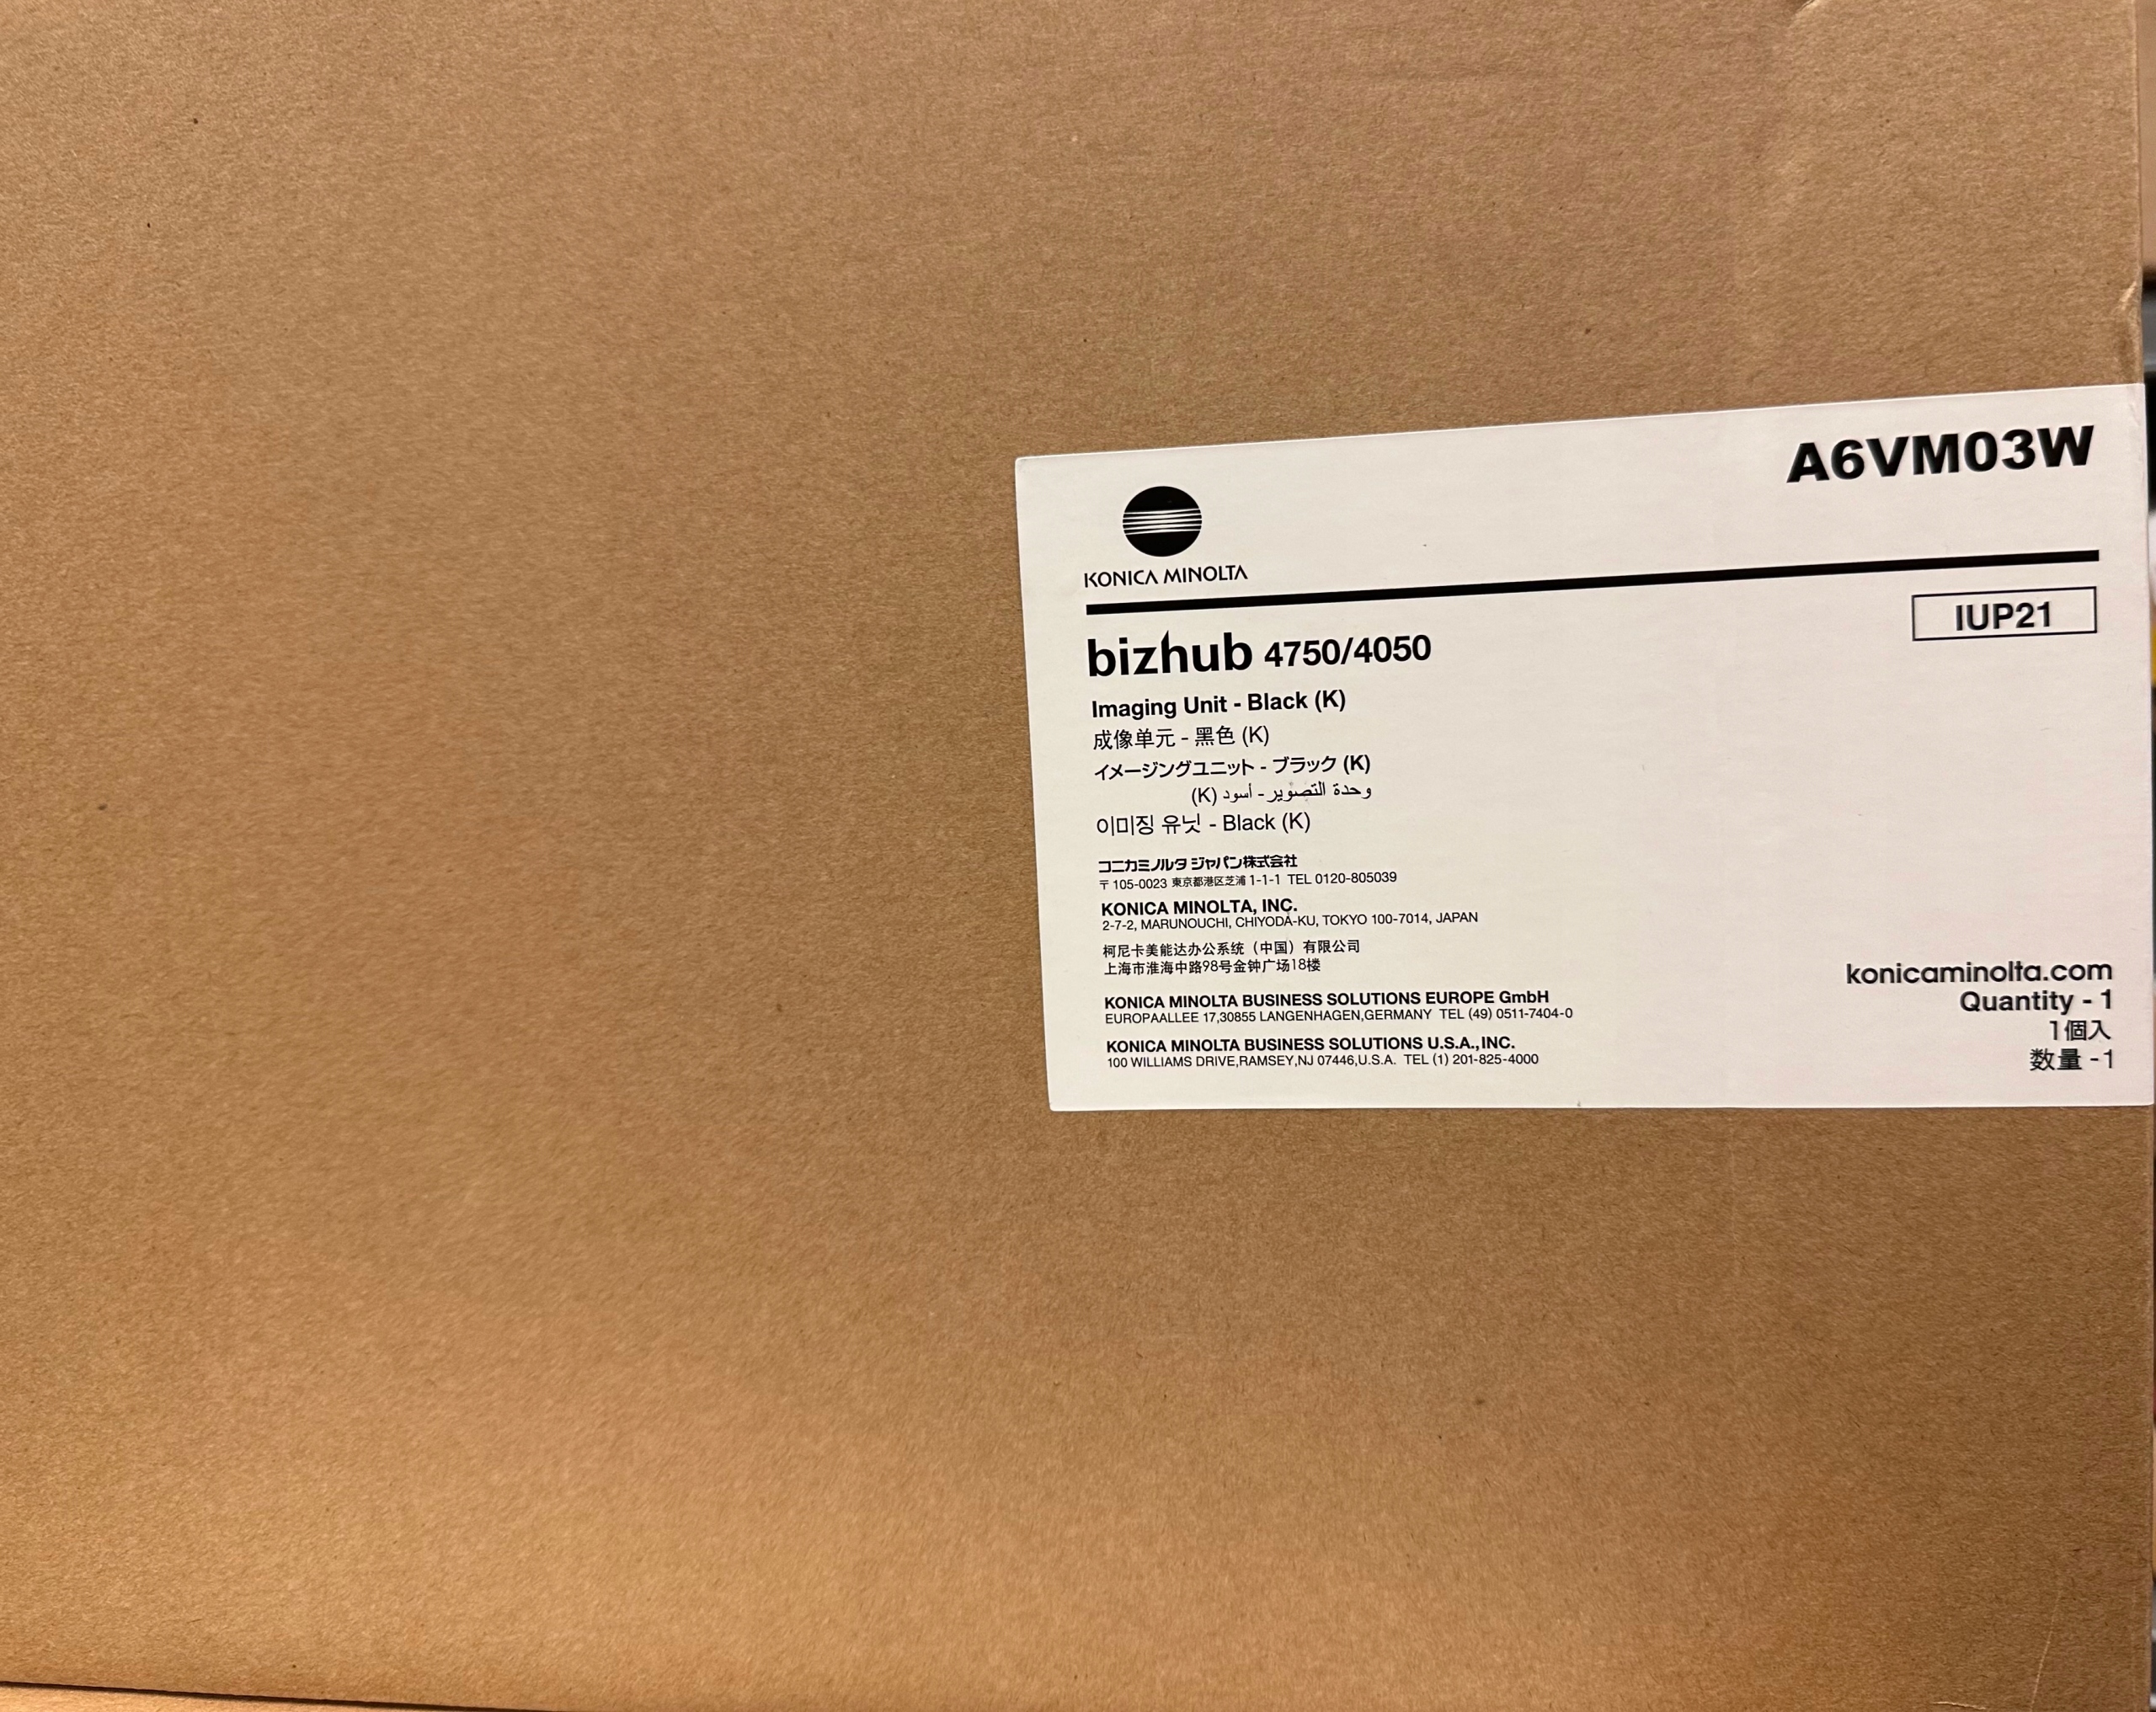 A6VM03W
KONICA MINOLTA
IUP21
bizhub 4750/4050
Imaging Unit - Black (K)
成像单元 - 黑色 (K)
イメージングユニット - ブラック (K)
وحدة التصوير - أسود (K)
이미징 유닛 - Black (K)
コニカミノルタ ジャパン株式会社
〒105-0023 東京都港区芝浦 1-1-1 TEL 0120-805039
KONICA MINOLTA, INC.
2-7-2, MARUNOUCHI, CHIYODA-KU, TOKYO 100-7014, JAPAN
柯尼卡美能达办公系统（中国）有限公司
上海市淮海中路98号金钟广场18楼
KONICA MINOLTA BUSINESS SOLUTIONS EUROPE GmbH
EUROPAALLEE 17,30855 LANGENHAGEN,GERMANY TEL (49) 0511-7404-0
KONICA MINOLTA BUSINESS SOLUTIONS U.S.A.,INC.
100 WILLIAMS DRIVE,RAMSEY,NJ 07446,U.S.A. TEL (1) 201-825-4000
konicaminolta.com
Quantity - 1
1個入
数量 -1